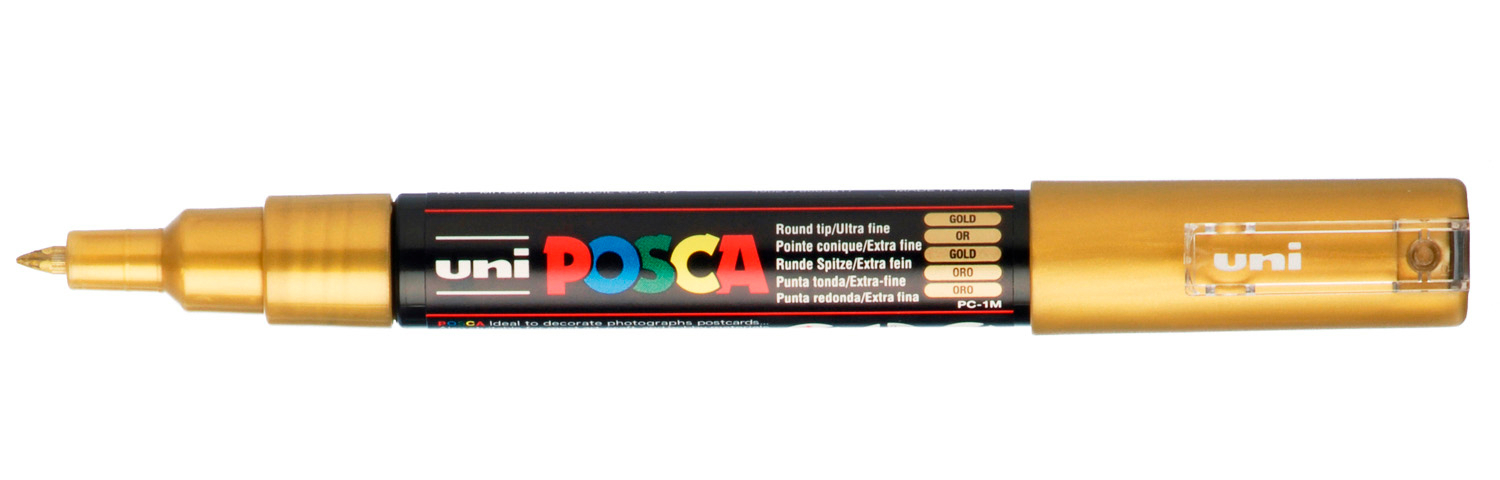 uni POSCA
Round tip/Ultra fine GOLD
Pointe conique/Extra fine OR
Runde Spitze/Extra fein GOLD
Punta tonda/Extra-fine ORO
Punta redonda/Extra fina ORO
PC-1M
POSCA Ideal to decorate photographs postcards...
uni